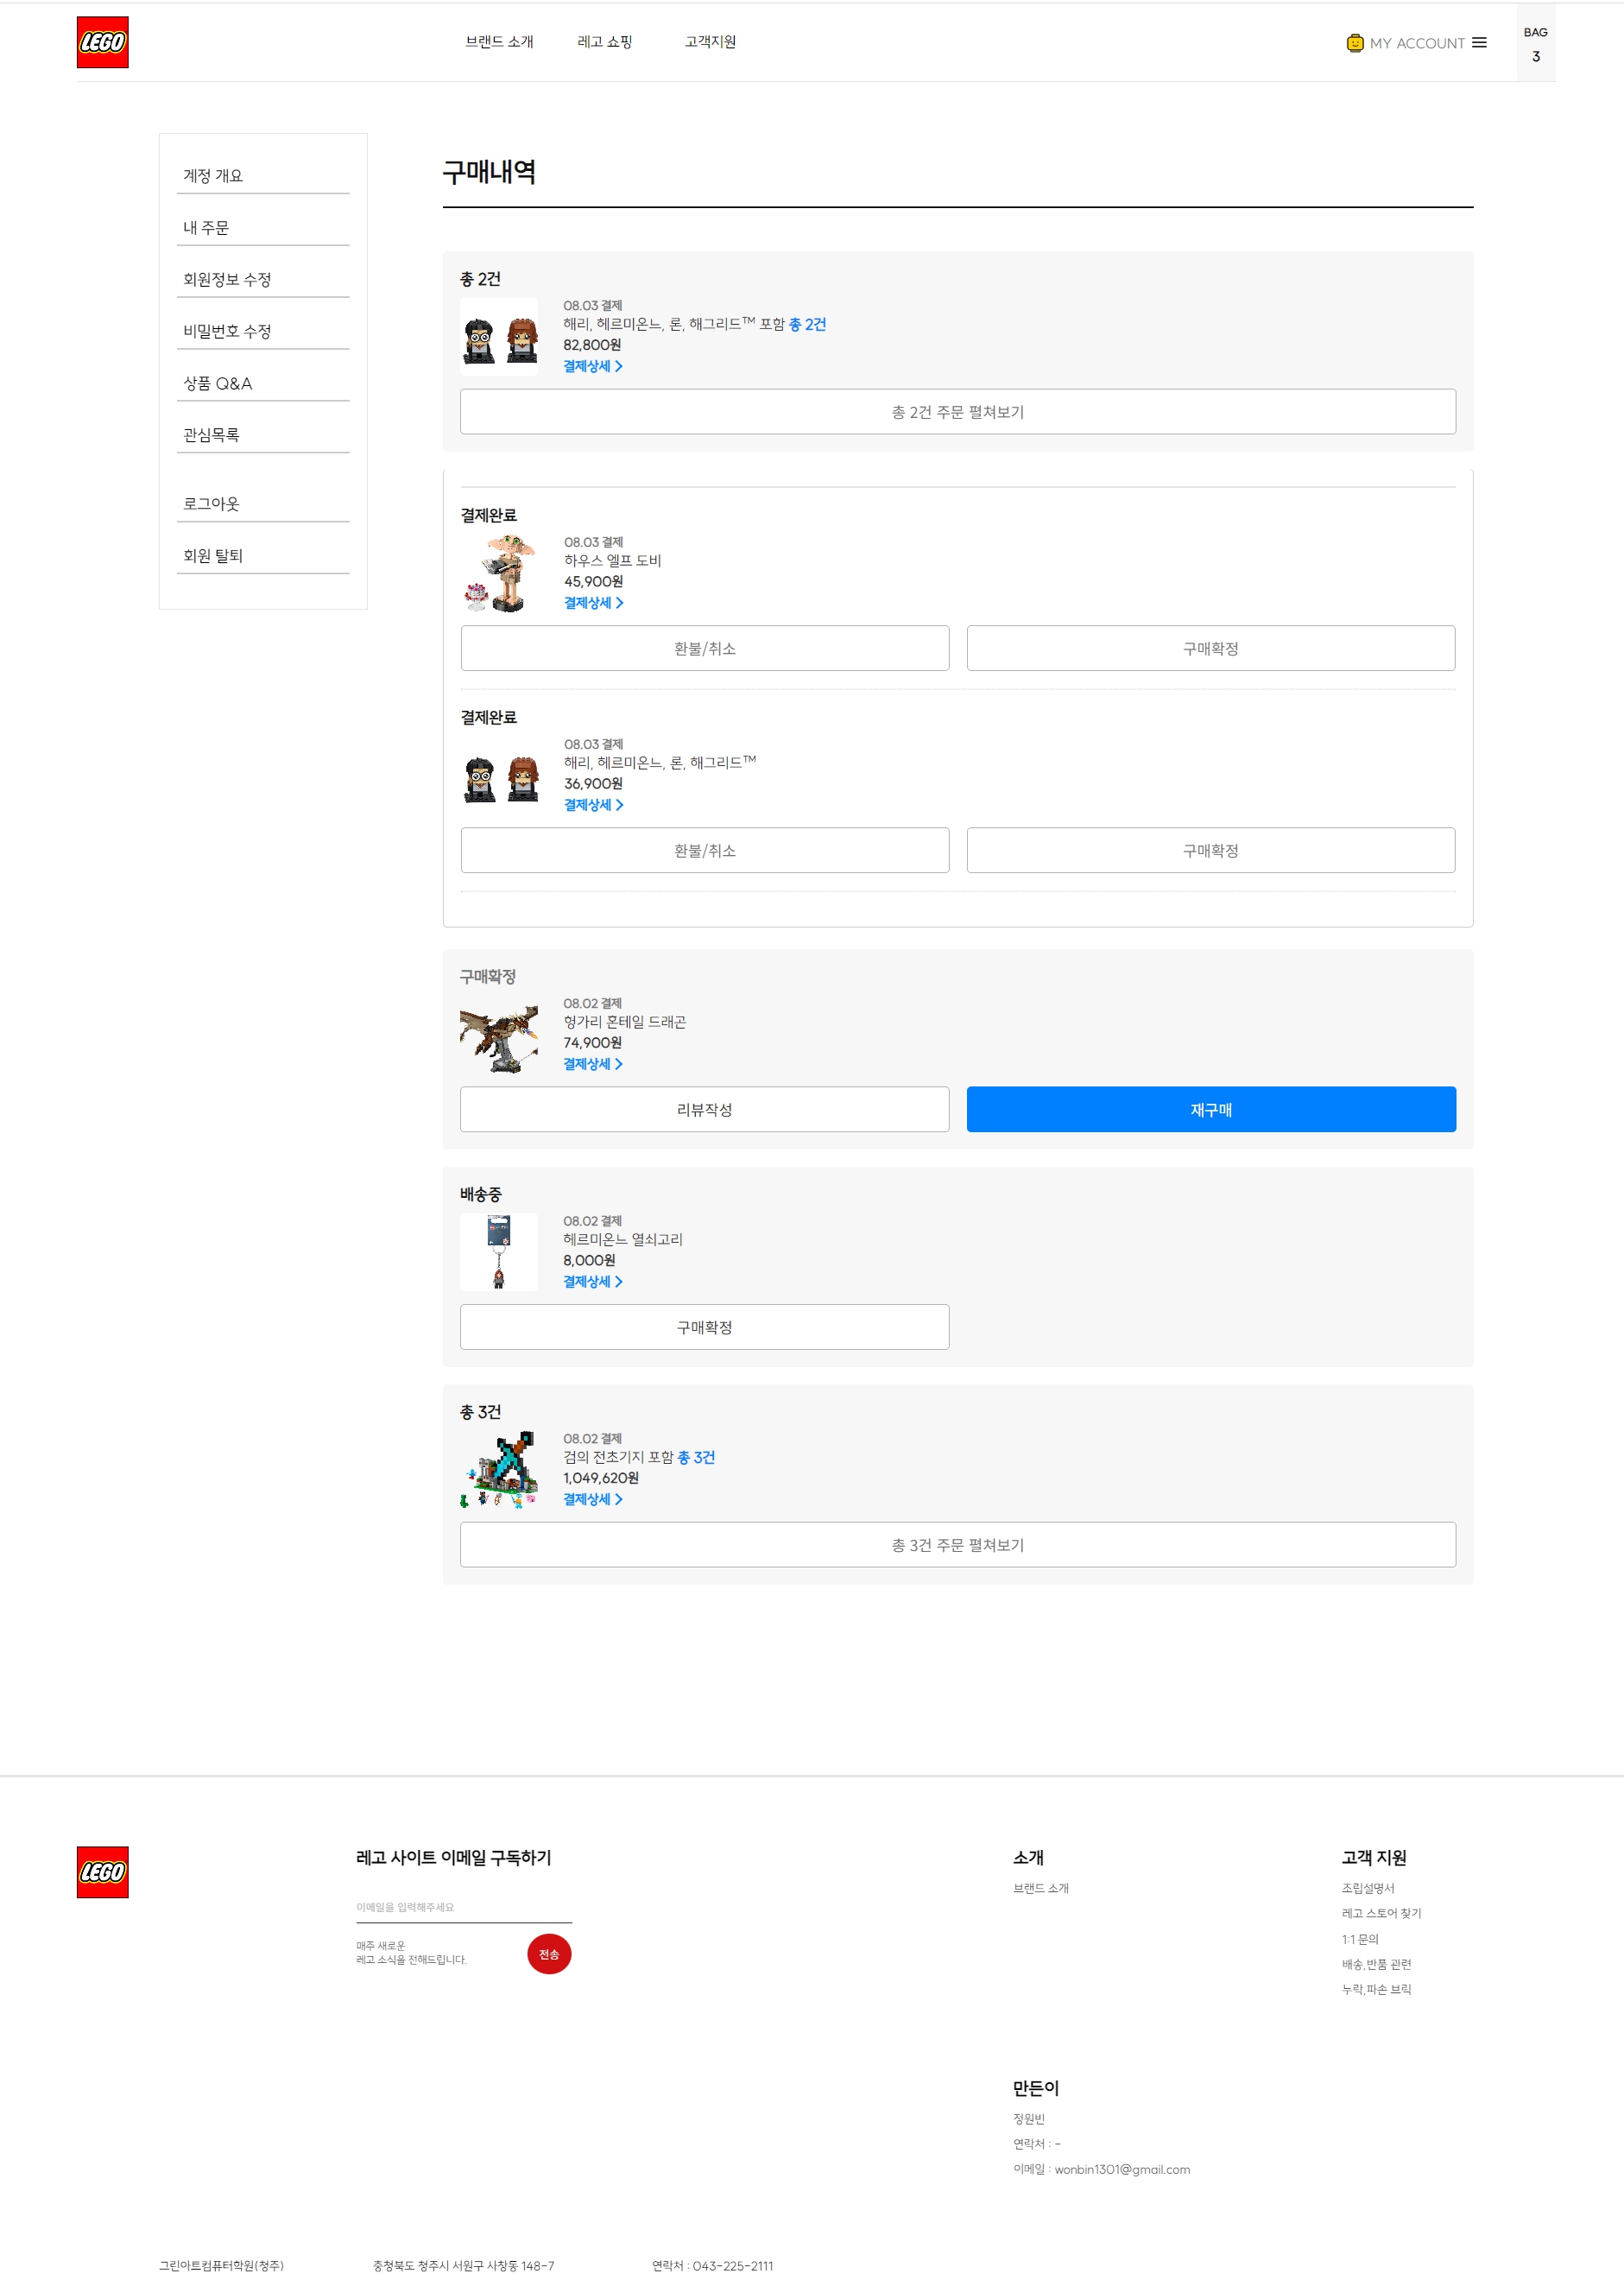 LEGO
브랜드 소개
레고 쇼핑
고객지원
MY ACCOUNT
BAG
3
계정 개요
내 주문
회원정보 수정
비밀번호 수정
상품 Q&A
관심목록
로그아웃
회원 탈퇴
구매내역
총 2건
08.03 결제
해리, 헤르미온느, 론, 해그리드™ 포함 총 2건
82,800원
결제상세
총 2건 주문 펼쳐보기
결제완료
08.03 결제
하우스 엘프 도비
45,900원
결제상세
환불/취소
구매확정
결제완료
08.03 결제
해리, 헤르미온느, 론, 해그리드™
36,900원
결제상세
환불/취소
구매확정
구매확정
08.02 결제
헝가리 혼테일 드래곤
74,900원
결제상세
리뷰작성
재구매
배송중
08.02 결제
헤르미온느 열쇠고리
8,000원
결제상세
구매확정
총 3건
08.02 결제
검의 전초기지 포함 총 3건
1,049,620원
결제상세
총 3건 주문 펼쳐보기
LEGO
레고 사이트 이메일 구독하기
이메일을 입력해주세요
매주 새로운
레고 소식을 전해드립니다.
전송
소개
브랜드 소개
고객 지원
조립설명서
레고 스토어 찾기
1:1 문의
배송,반품 관련
누락,파손 브릭
만든이
정원빈
연락처 : -
이메일 : wonbin1301@gmail.com
그린아트컴퓨터학원(청주)
충청북도 청주시 서원구 사창동 148-7
연락처 : 043-225-2111